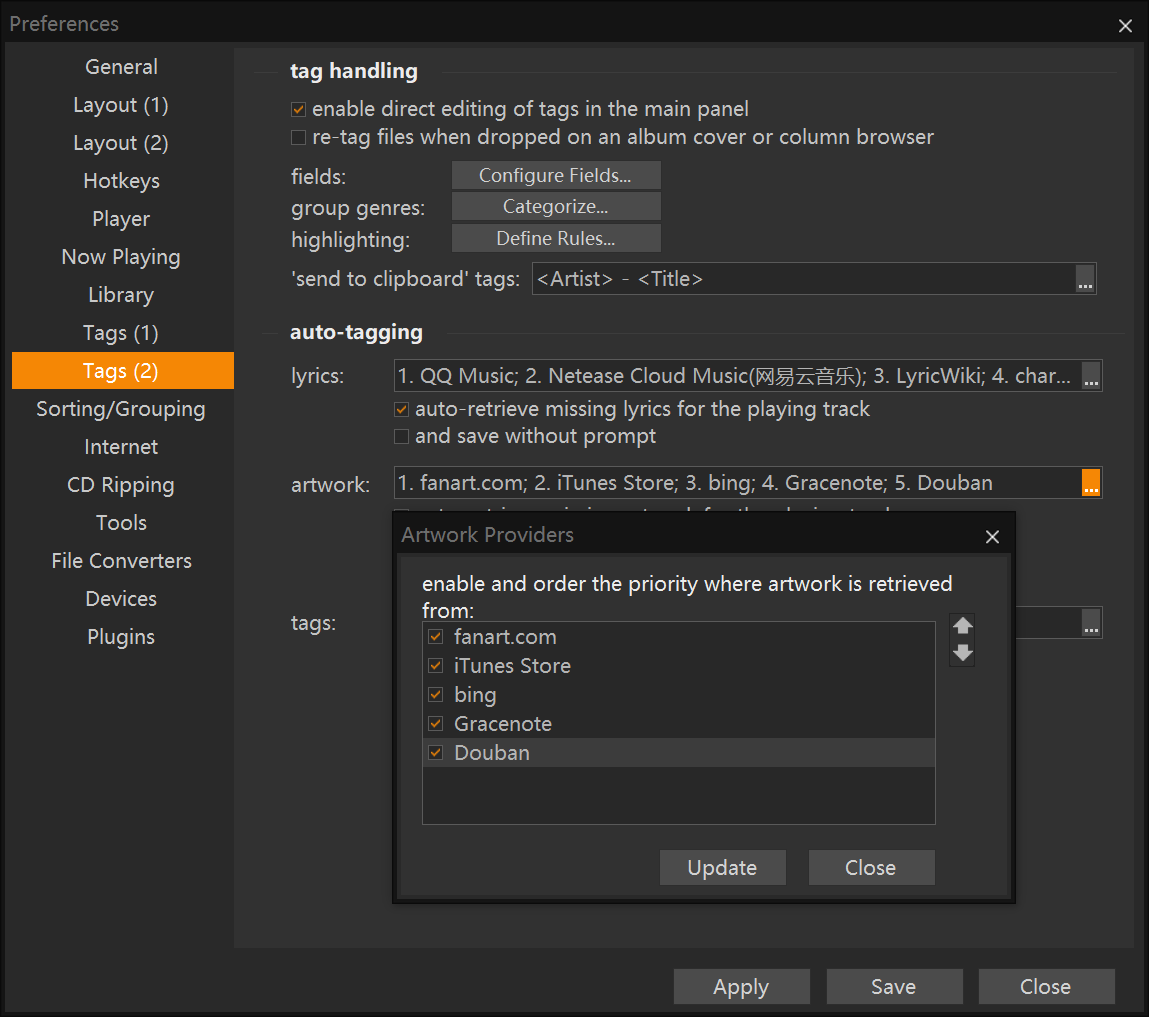 Preferences
General
Layout (1)
Layout (2)
Hotkeys
Player
Now Playing
Library
Tags (1)
Tags (2)
Sorting/Grouping
Internet
CD Ripping
Tools
File Converters
Devices
Plugins
tag handling
enable direct editing of tags in the main panel
re-tag files when dropped on an album cover or column browser
fields: Configure Fields...
group genres: Categorize...
highlighting: Define Rules...
'send to clipboard' tags: <Artist> - <Title> ...
auto-tagging
lyrics: 1. QQ Music; 2. Netease Cloud Music(网易云音乐); 3. LyricWiki; 4. char... ...
auto-retrieve missing lyrics for the playing track
and save without prompt
artwork: 1. fanart.com; 2. iTunes Store; 3. bing; 4. Gracenote; 5. Douban ...
tags: ...
Artwork Providers
enable and order the priority where artwork is retrieved
from:
fanart.com
iTunes Store
bing
Gracenote
Douban
Update Close
Apply Save Close